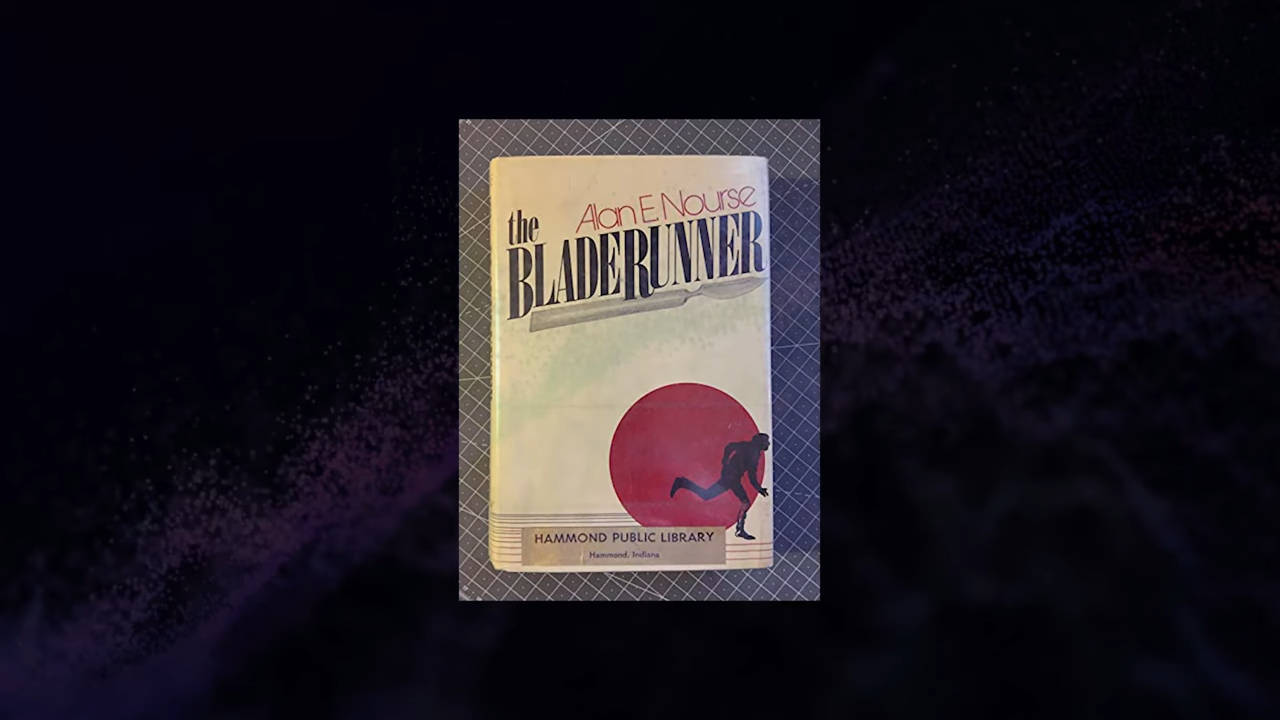 Alan E. Nourse
the
BLADERUNNER
HAMMOND PUBLIC LIBRARY
Hammond, Indiana